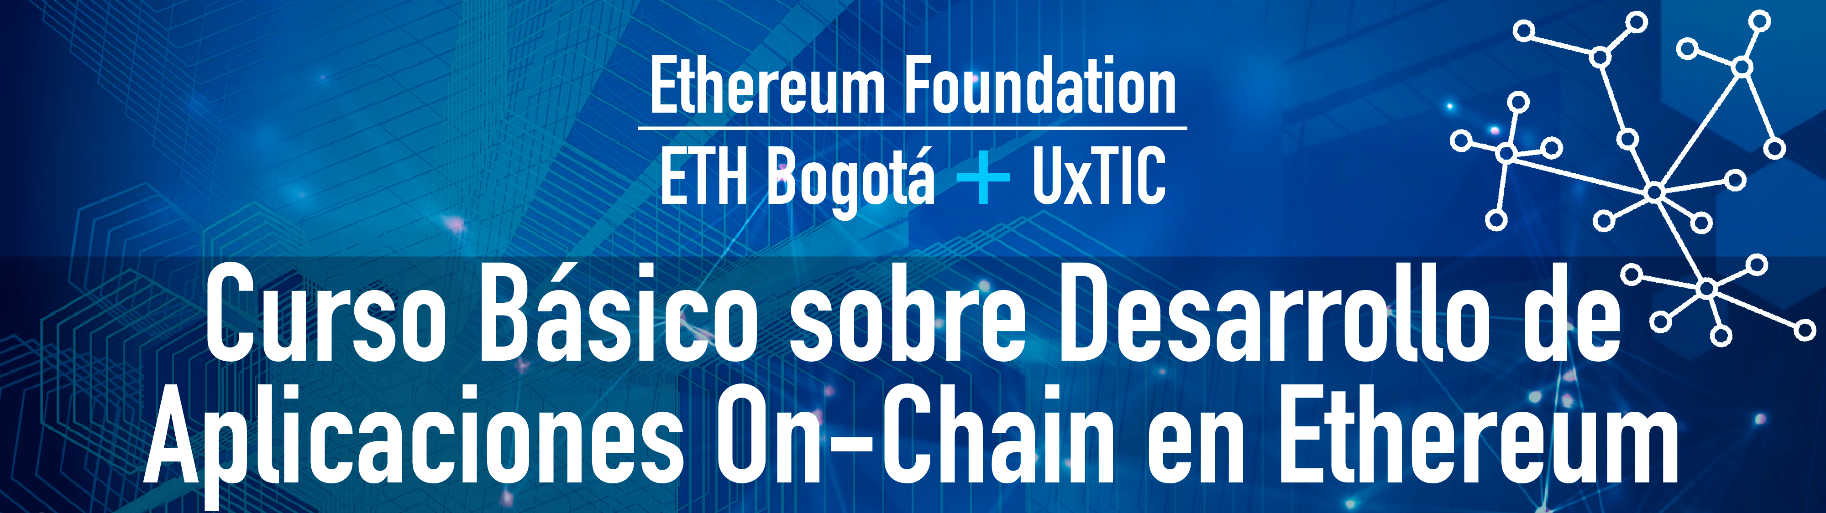 Ethereum Foundation
ETH Bogotá + UxTIC
Curso Básico sobre Desarrollo de
Aplicaciones On-Chain en Ethereum